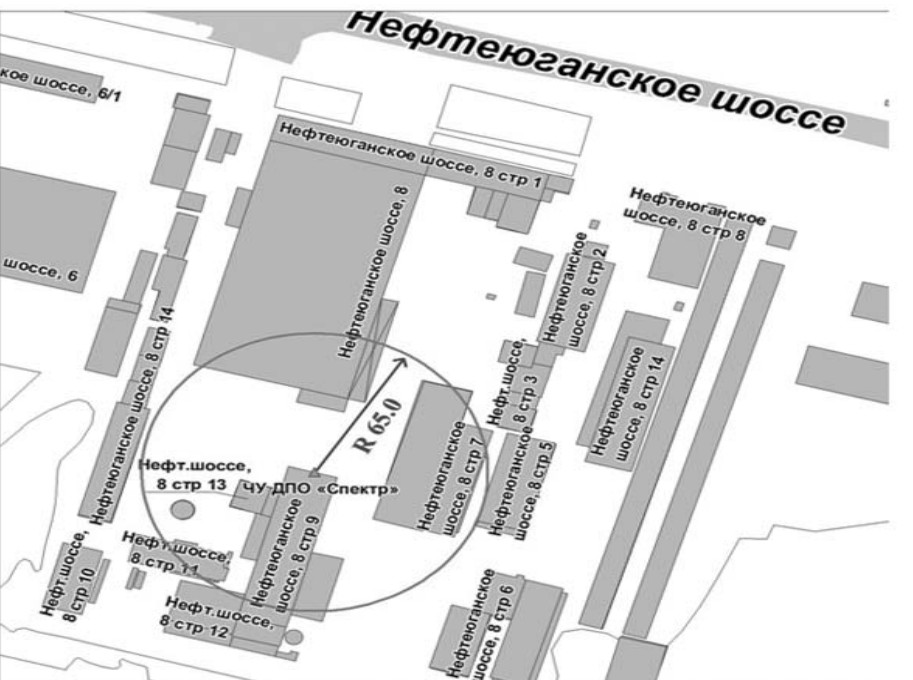 Нефтеюганское шоссе
кое шоссе, 6/1
Нефтеюганское шоссе, 8 стр 1
Нефтеюганское шоссе, 8
Нефтеюганское
шоссе, 8 стр 8
Нефтеюганское
шоссе, 8 стр 2
шоссе, 6
Нефтеюганское шоссе, 8 стр 14
Нефт.шоссе,
8 стр 3
Нефтеюганское
шоссе, 8 стр 14
R 65.0
Нефтеюганское
шоссе, 8 стр 7
Нефтеюганское
шоссе, 8 стр 5
Нефт.шоссе,
8 стр 13
ЧУ ДПО «Спектр»
Нефтеюганское
шоссе, 8 стр 9
Нефт.шоссе,
8 стр 11
Нефт.шоссе,
8 стр 10
Нефт.шоссе,
8 стр 12
Нефтеюганское
шоссе, 8 стр 6